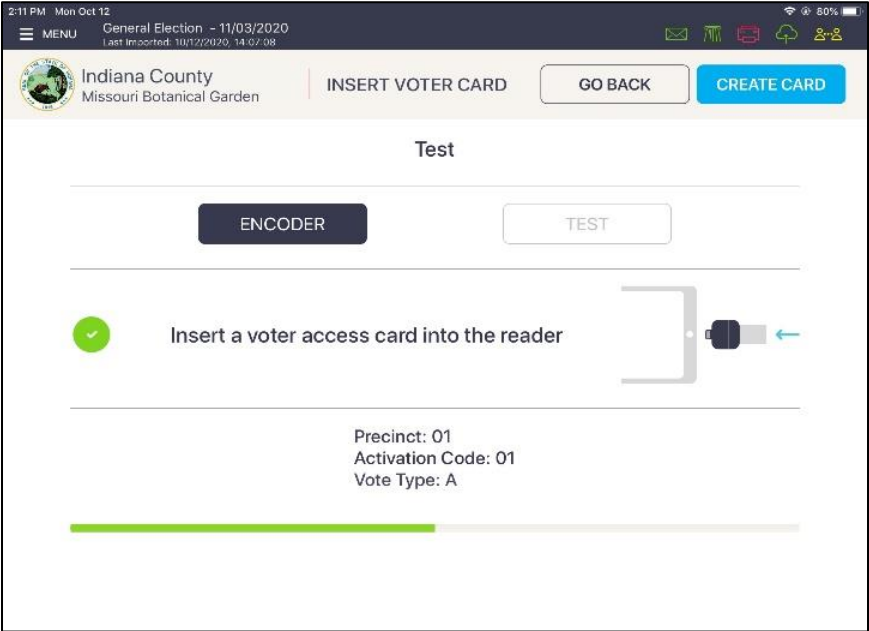 2:11 PM Mon Oct 12
80%
MENU
General Election - 11/03/2020
Last Imported: 10/12/2020, 14:07:08
Indiana County
Missouri Botanical Garden
INSERT VOTER CARD
GO BACK
CREATE CARD
Test
ENCODER
TEST
Insert a voter access card into the reader
Precinct: 01
Activation Code: 01
Vote Type: A